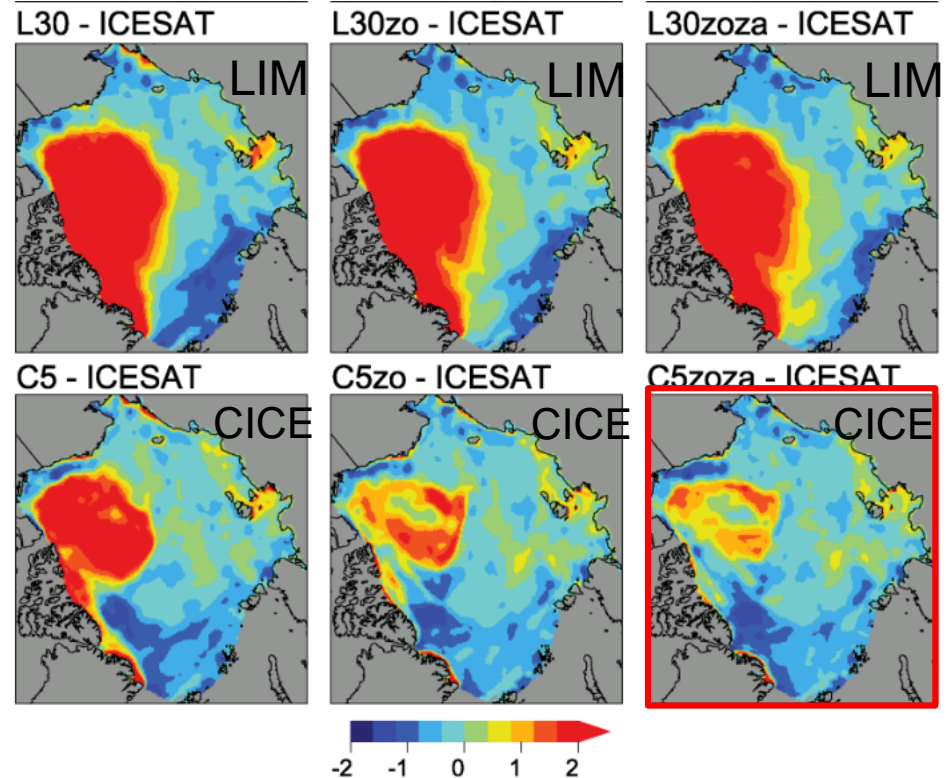 L30 - ICESAT
L30zo - ICESAT
L30zoza - ICESAT
LIM
LIM
LIM
C5 - ICESAT
C5zo - ICESAT
C5zoza - ICESAT
CICE
CICE
CICE
-2 -1 0 1 2